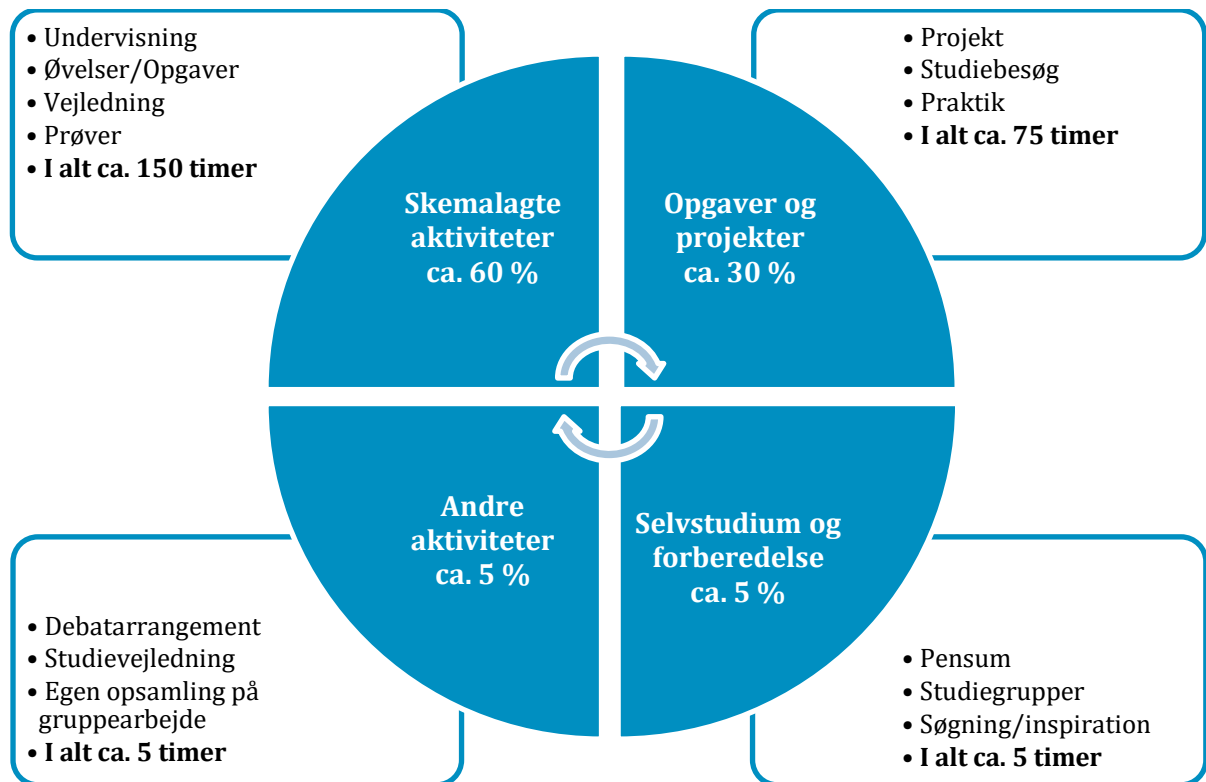 • Undervisning
• Øvelser/Opgaver
• Vejledning
• Prøver
• I alt ca. 150 timer
• Projekt
• Studiebesøg
• Praktik
• I alt ca. 75 timer
Skemalagte
aktiviteter
ca. 60 %
Opgaver og
projekter
ca. 30 %
Andre
aktiviteter
ca. 5 %
Selvstudium og
forberedelse
ca. 5 %
• Debatarrangement
• Studievejledning
• Egen opsamling på
gruppearbejde
• I alt ca. 5 timer
• Pensum
• Studiegrupper
• Søgning/inspiration
• I alt ca. 5 timer